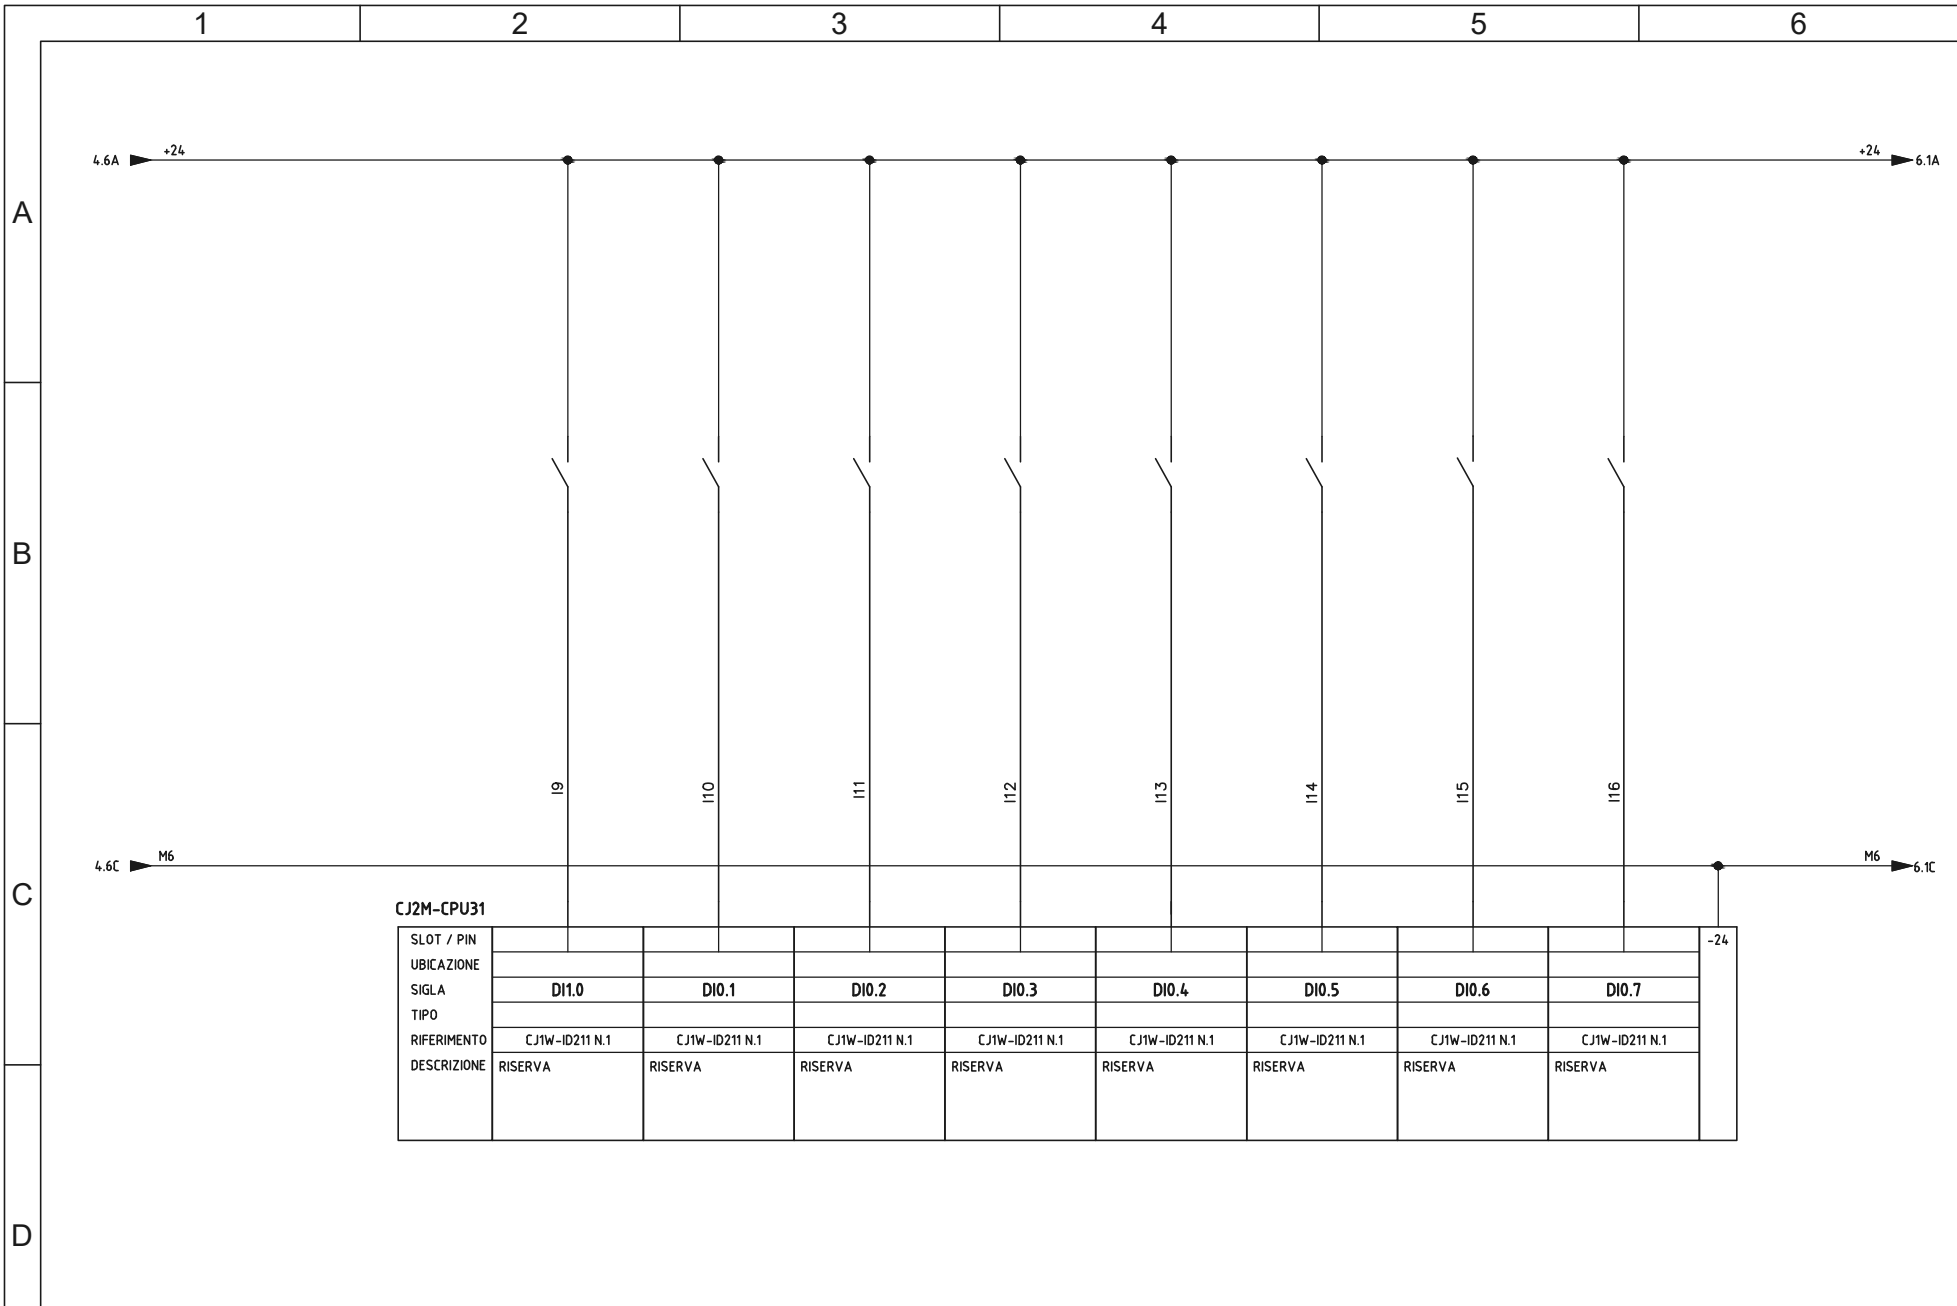 1 2 3 4 5 6
4.6A +24 +24 6.1A
A
B
I9 I10 I11 I12 I13 I14 I15 I16
4.6C M6 M6 6.1C
C
CJ2M-CPU31
SLOT / PIN -24
UBICAZIONE
SIGLA DI1.0 DI0.1 DI0.2 DI0.3 DI0.4 DI0.5 DI0.6 DI0.7
TIPO
RIFERIMENTO CJ1W-ID211 N.1 CJ1W-ID211 N.1 CJ1W-ID211 N.1 CJ1W-ID211 N.1 CJ1W-ID211 N.1 CJ1W-ID211 N.1 CJ1W-ID211 N.1 CJ1W-ID211 N.1
DESCRIZIONE RISERVA RISERVA RISERVA RISERVA RISERVA RISERVA RISERVA RISERVA
D